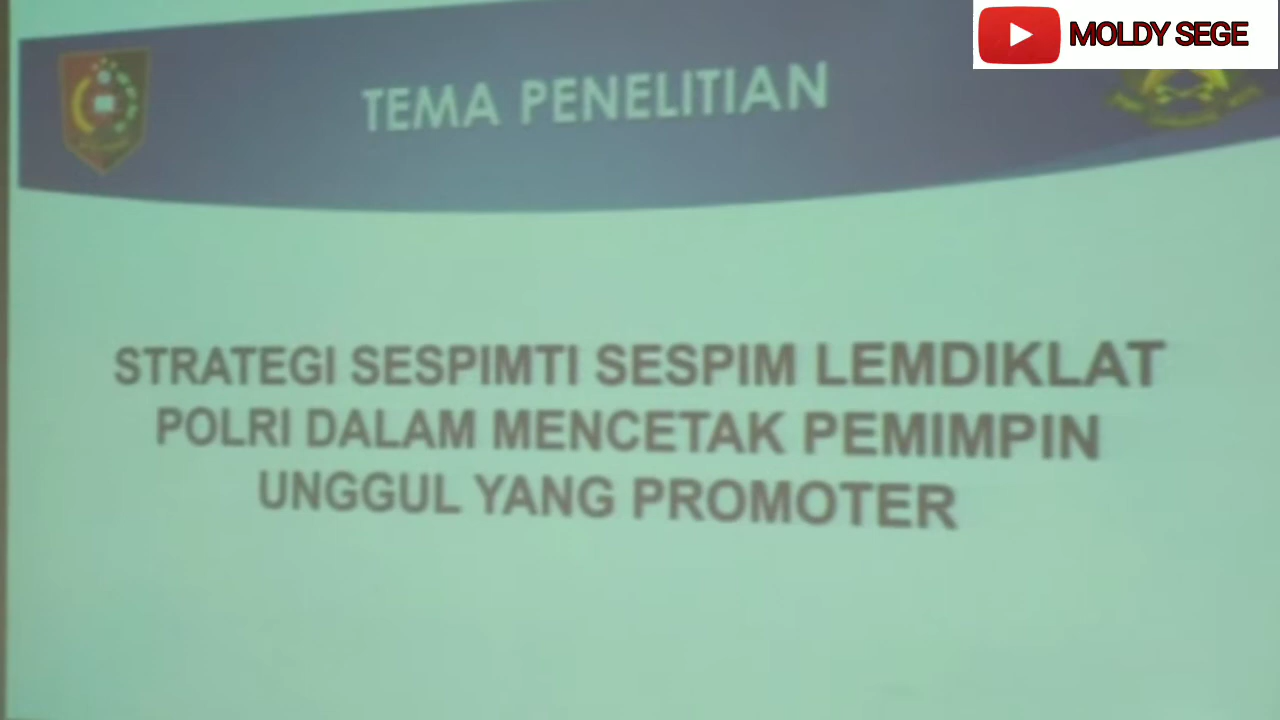 MOLDY SEGE
TEMA PENELITIAN
STRATEGI SESPIMTI SESPIM LEMDIKLAT
POLRI DALAM MENCETAK PEMIMPIN
UNGGUL YANG PROMOTER